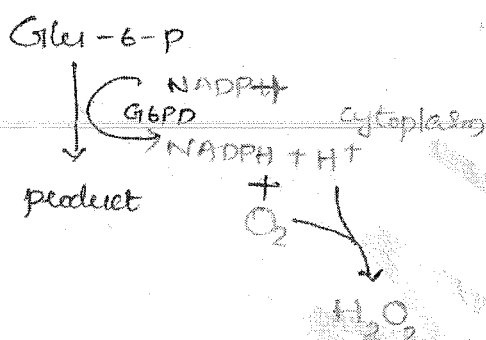 Glu-6-P
NADP+
G6PD
cytoplasm
NADPH + H+
product
+
O2
H2O2